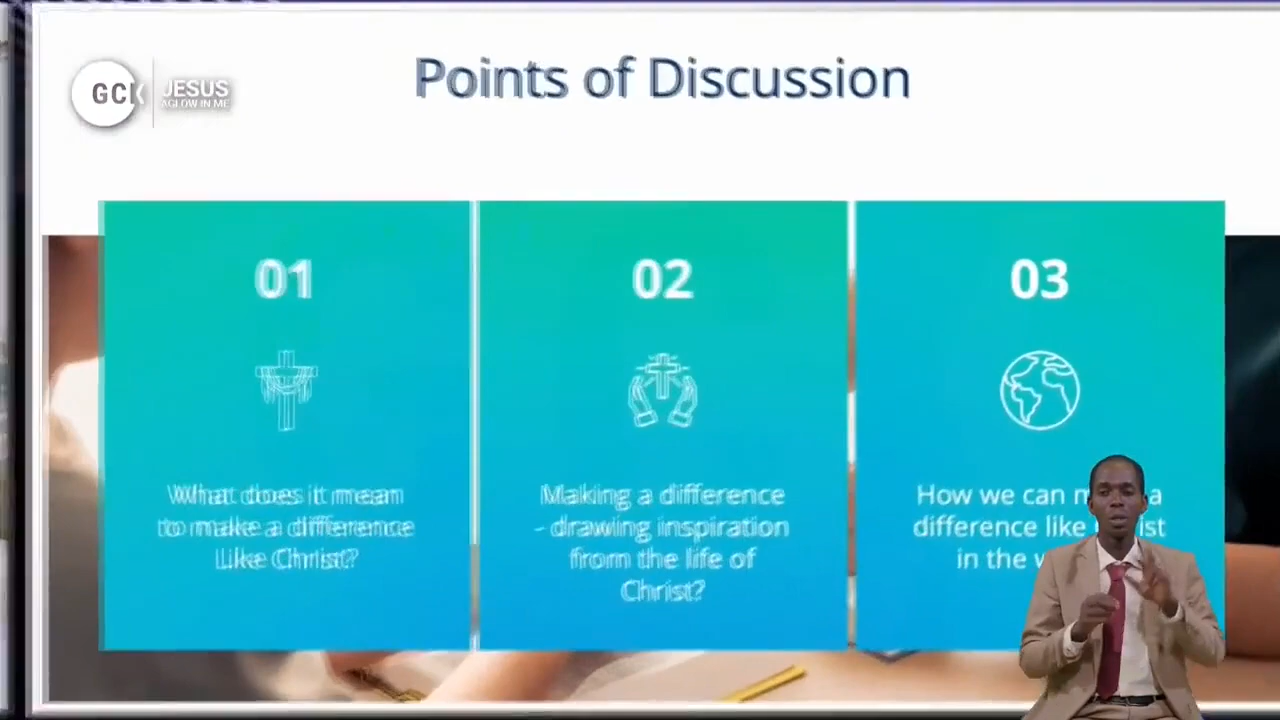 GCK
JESUS
AGLOW IN ME
Points of Discussion
01
What does it mean
to make a difference
Like Christ?
02
Making a difference
- drawing inspiration
from the life of
Christ?
03
How we can a
difference like
in the